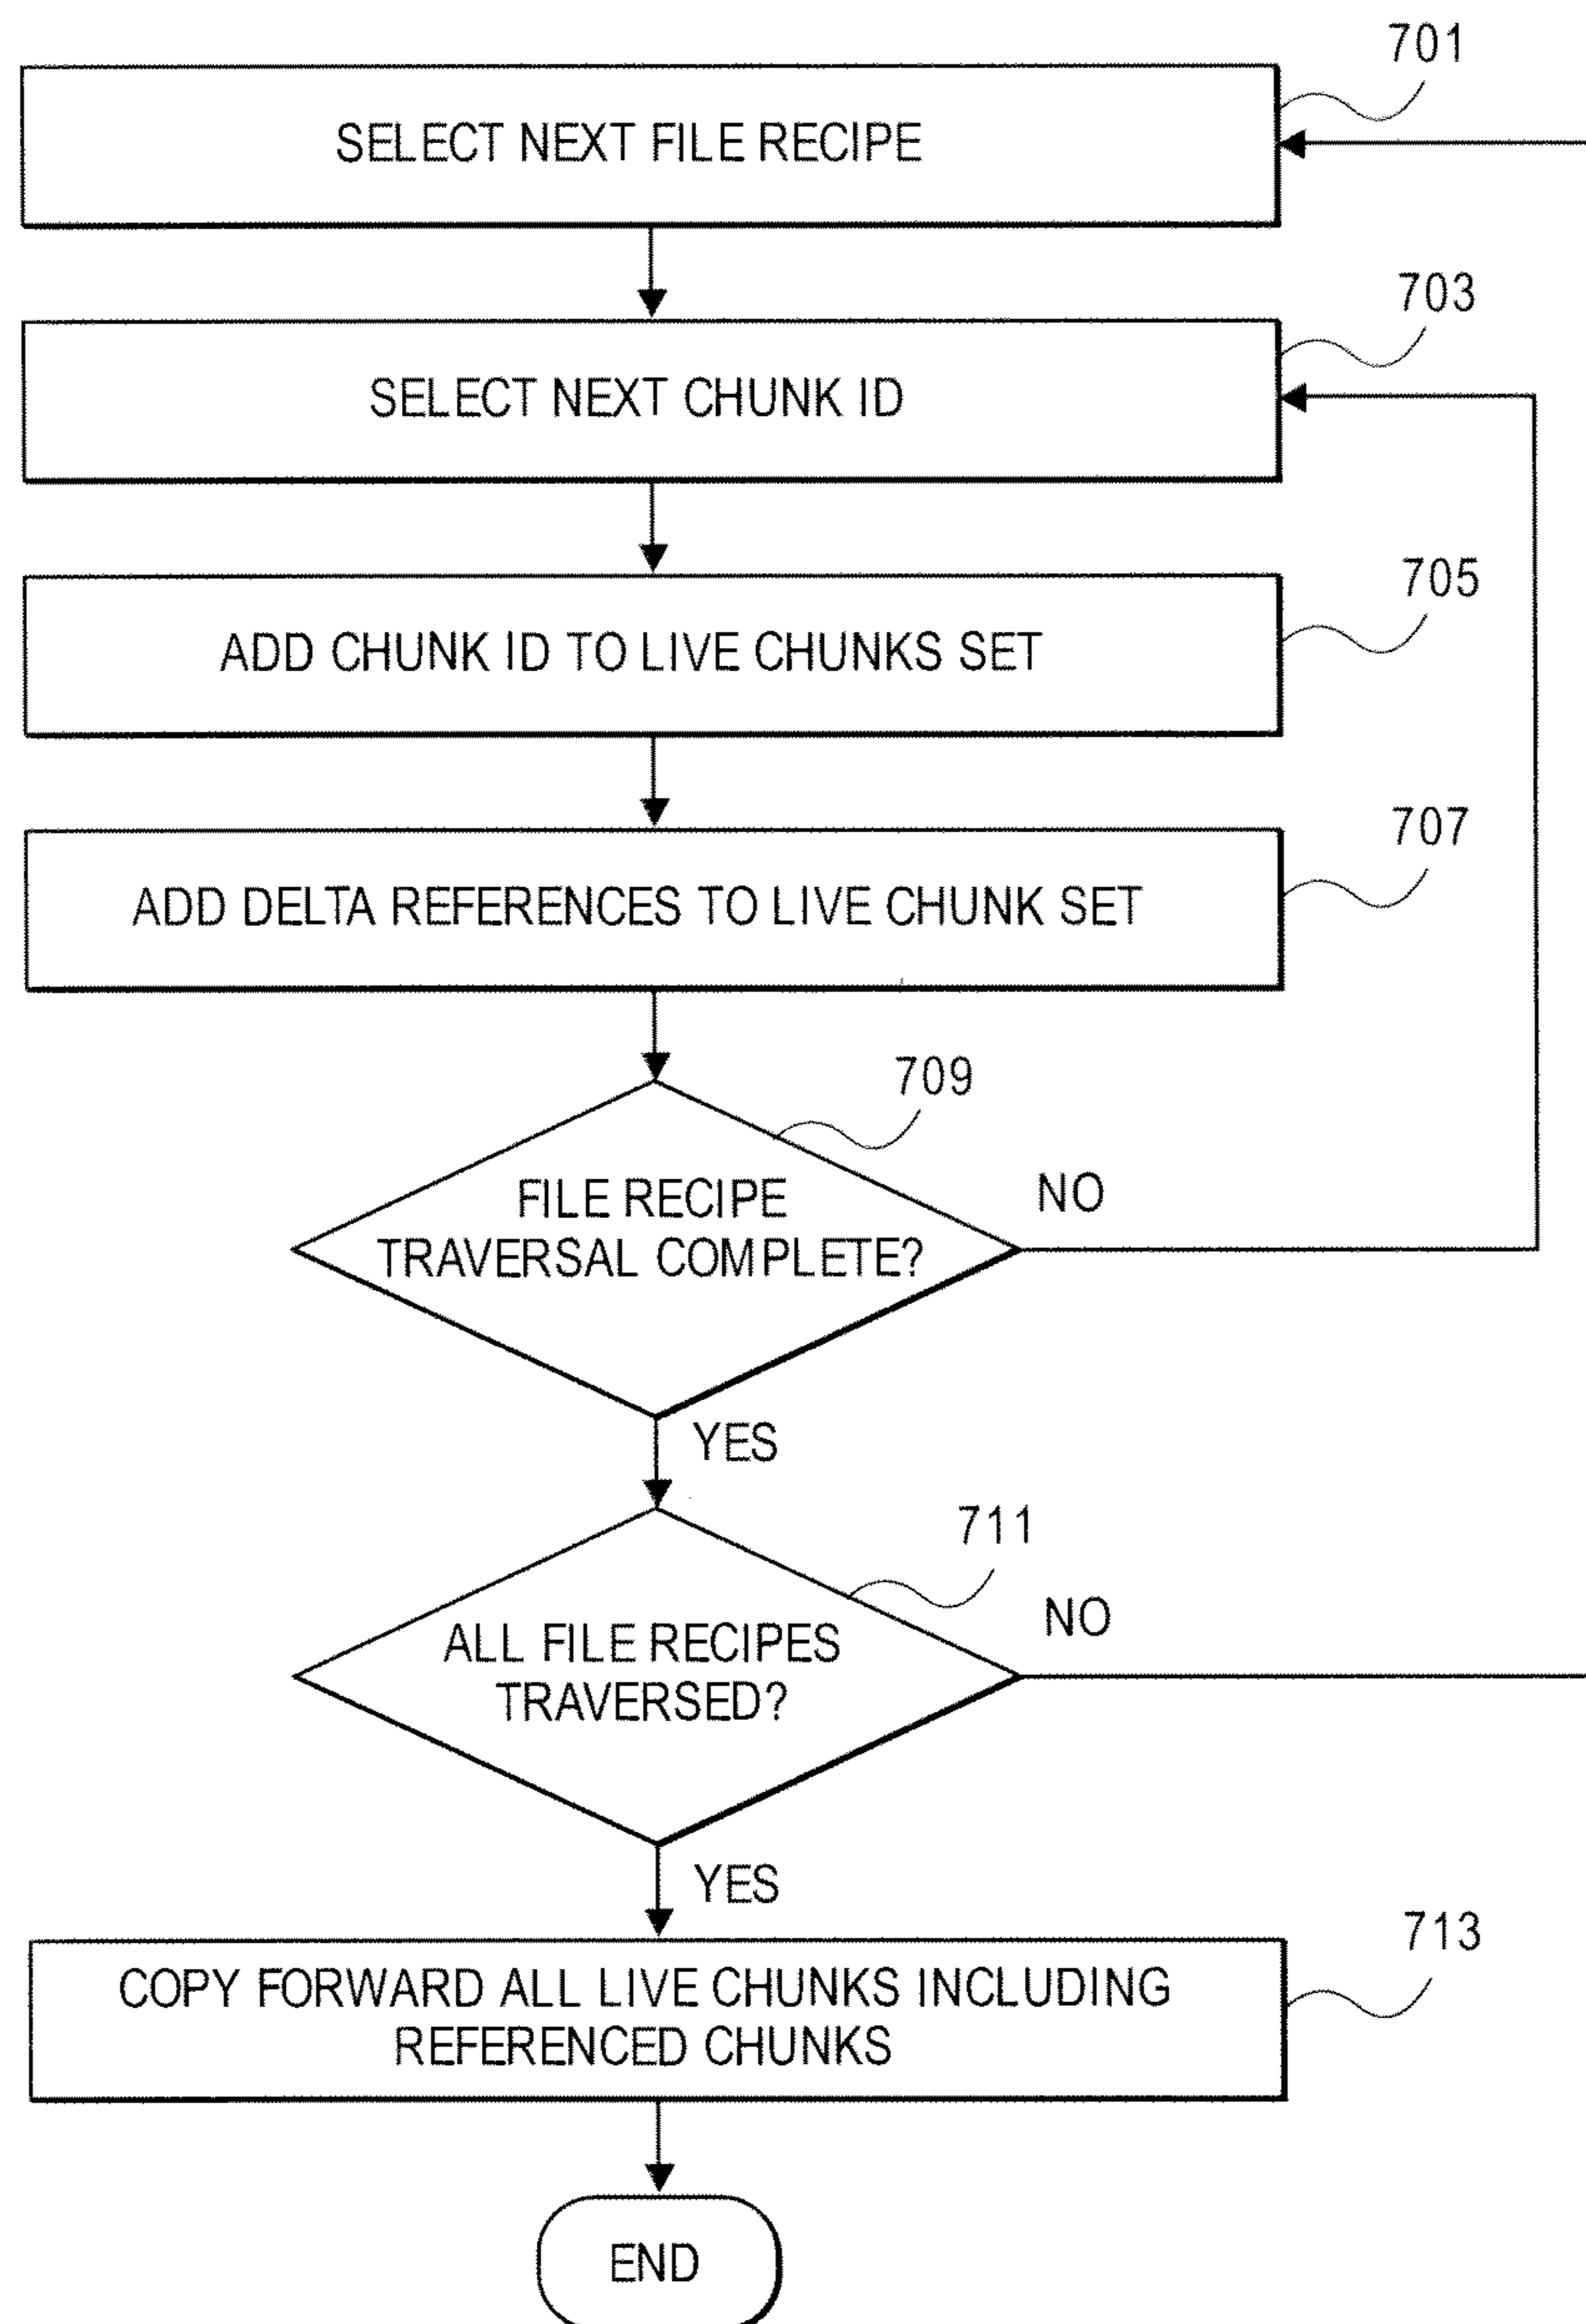 701
SELECT NEXT FILE RECIPE
703
SELECT NEXT CHUNK ID
705
ADD CHUNK ID TO LIVE CHUNKS SET
707
ADD DELTA REFERENCES TO LIVE CHUNK SET
709
FILE RECIPE
TRAVERSAL COMPLETE?
NO
YES
711
ALL FILE RECIPES
TRAVERSED?
NO
YES
713
COPY FORWARD ALL LIVE CHUNKS INCLUDING
REFERENCED CHUNKS
END